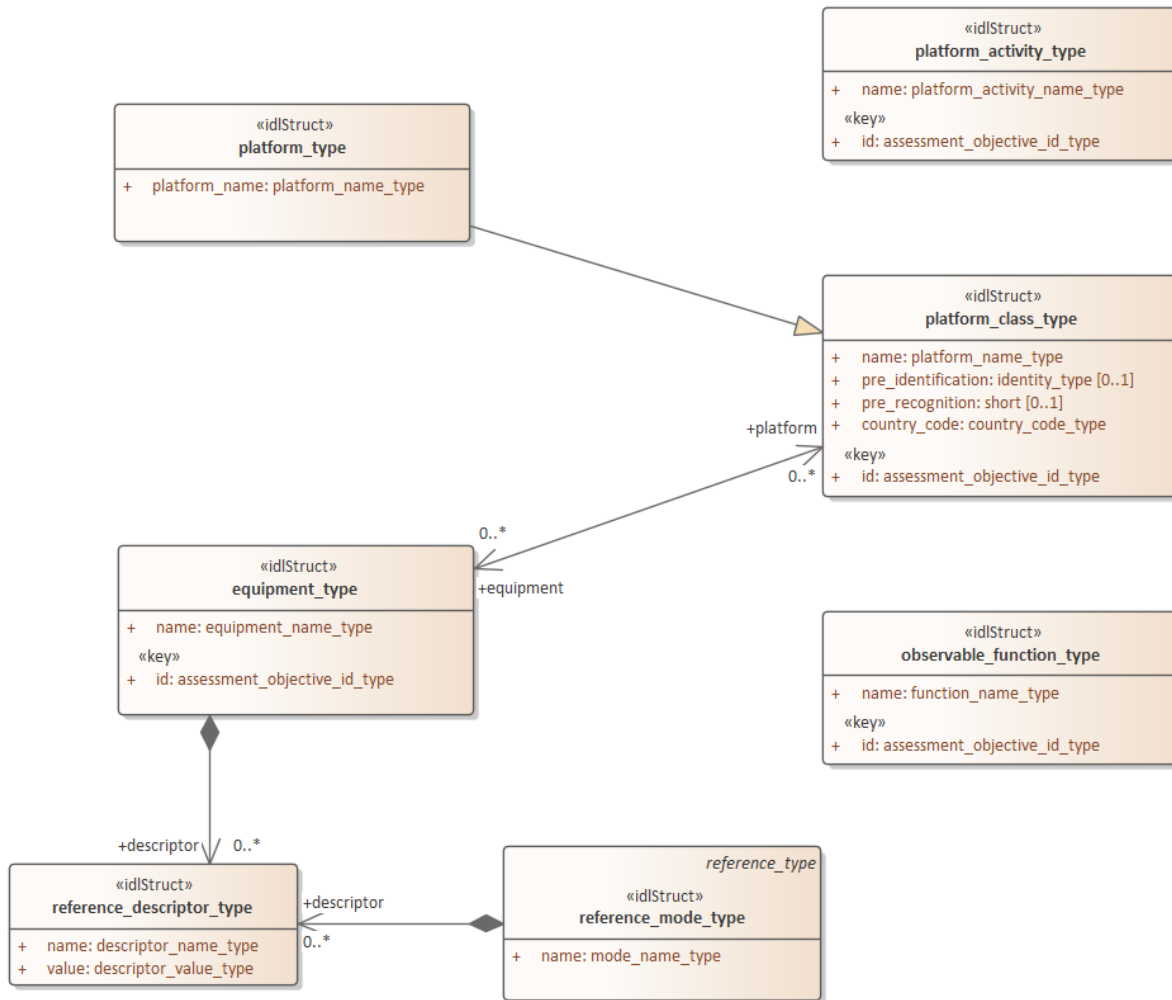 «idlStruct»
platform_activity_type
+ name: platform_activity_name_type
«key»
+ id: assessment_objective_id_type
«idlStruct»
platform_type
+ platform_name: platform_name_type
«idlStruct»
platform_class_type
+ name: platform_name_type
+ pre_identification: identity_type [0..1]
+ pre_recognition: short [0..1]
+ country_code: country_code_type
«key»
+ id: assessment_objective_id_type
+platform
0..*
0..*
+equipment
«idlStruct»
equipment_type
+ name: equipment_name_type
«key»
+ id: assessment_objective_id_type
«idlStruct»
observable_function_type
+ name: function_name_type
«key»
+ id: assessment_objective_id_type
+descriptor 0..*
«idlStruct»
reference_descriptor_type
+ name: descriptor_name_type
+ value: descriptor_value_type
+descriptor
0..*
reference_type
«idlStruct»
reference_mode_type
+ name: mode_name_type